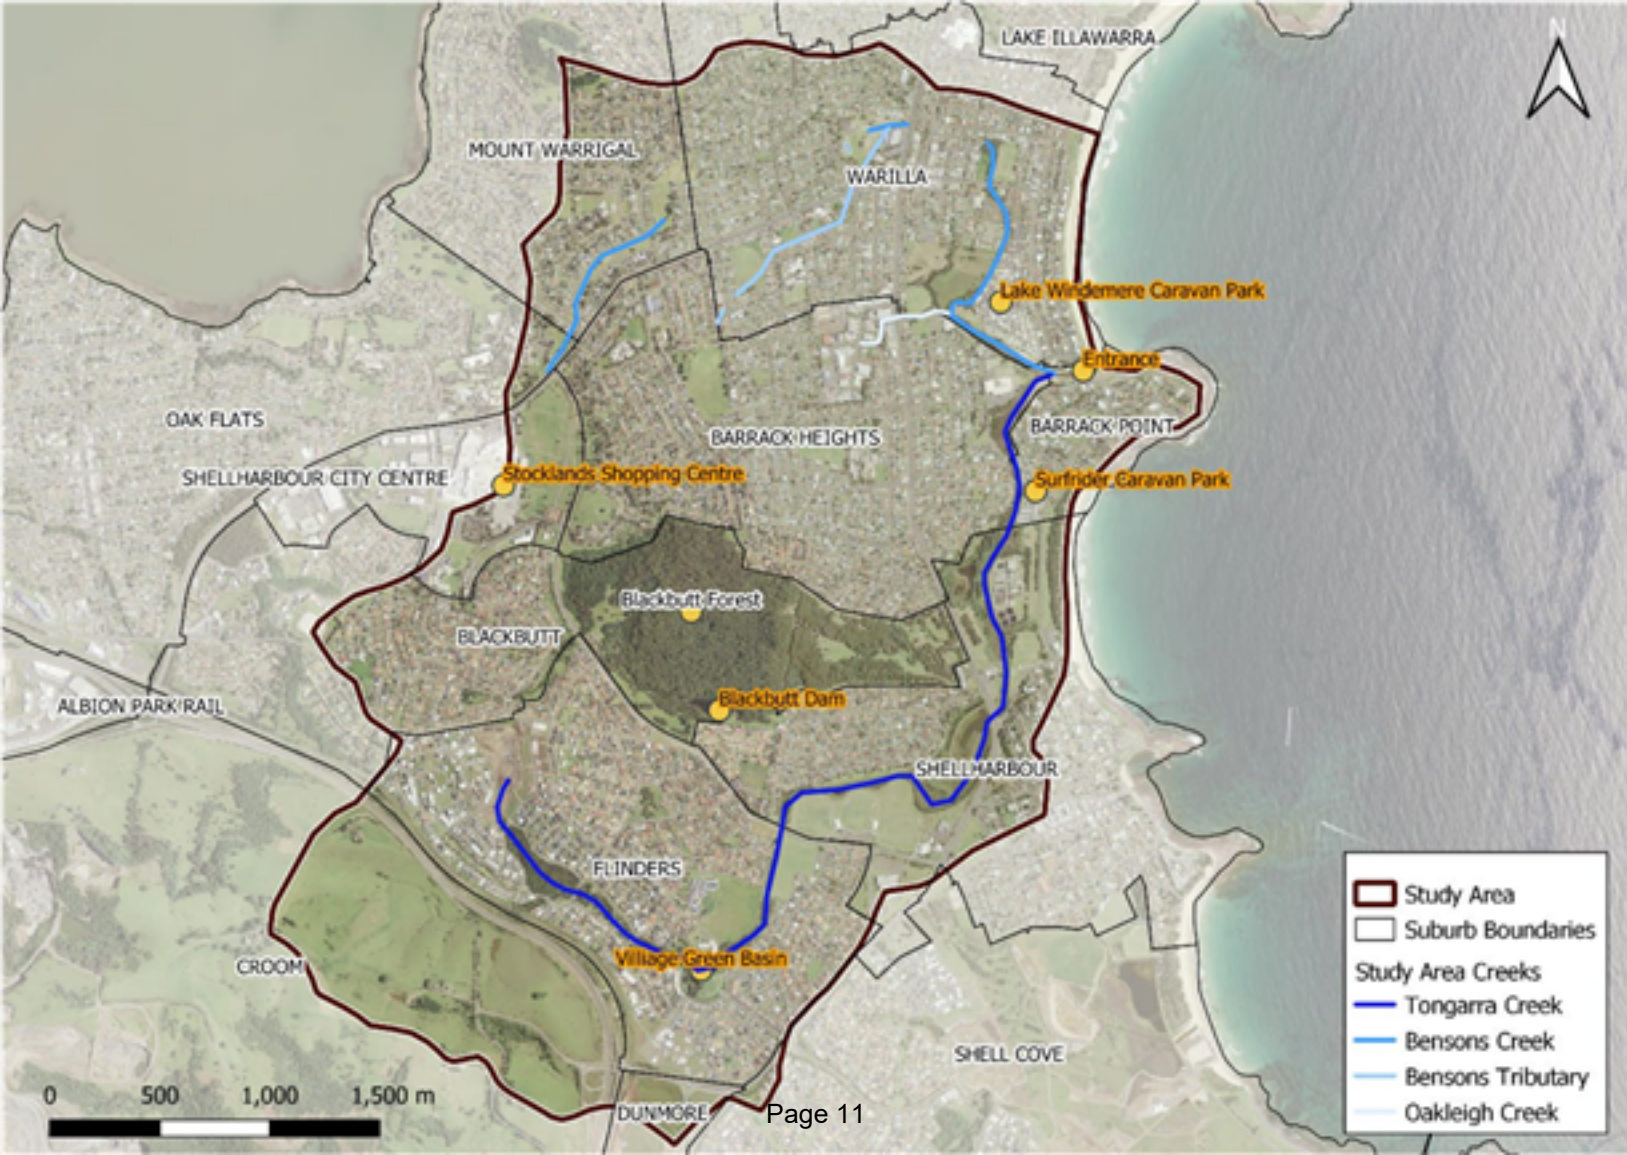 LAKE ILLAWARRA
N
MOUNT WARRIGAL
WARILLA
Lake Windemere Caravan Park
Entrance
OAK FLATS
BARRACK HEIGHTS
BARRACK POINT
SHELLHARBOUR CITY CENTRE
Stocklands Shopping Centre
Surfrider Caravan Park
Blackbutt Forest
BLACKBUTT
ALBION PARK RAIL
Blackbutt Dam
SHELLHARBOUR
FLINDERS
Villiage Green Basin
CROOM
SHELL COVE
DUNMORE
Page 11
0 500 1,000 1,500 m
Study Area
Suburb Boundaries
Study Area Creeks
Tongarra Creek
Bensons Creek
Bensons Tributary
Oakleigh Creek